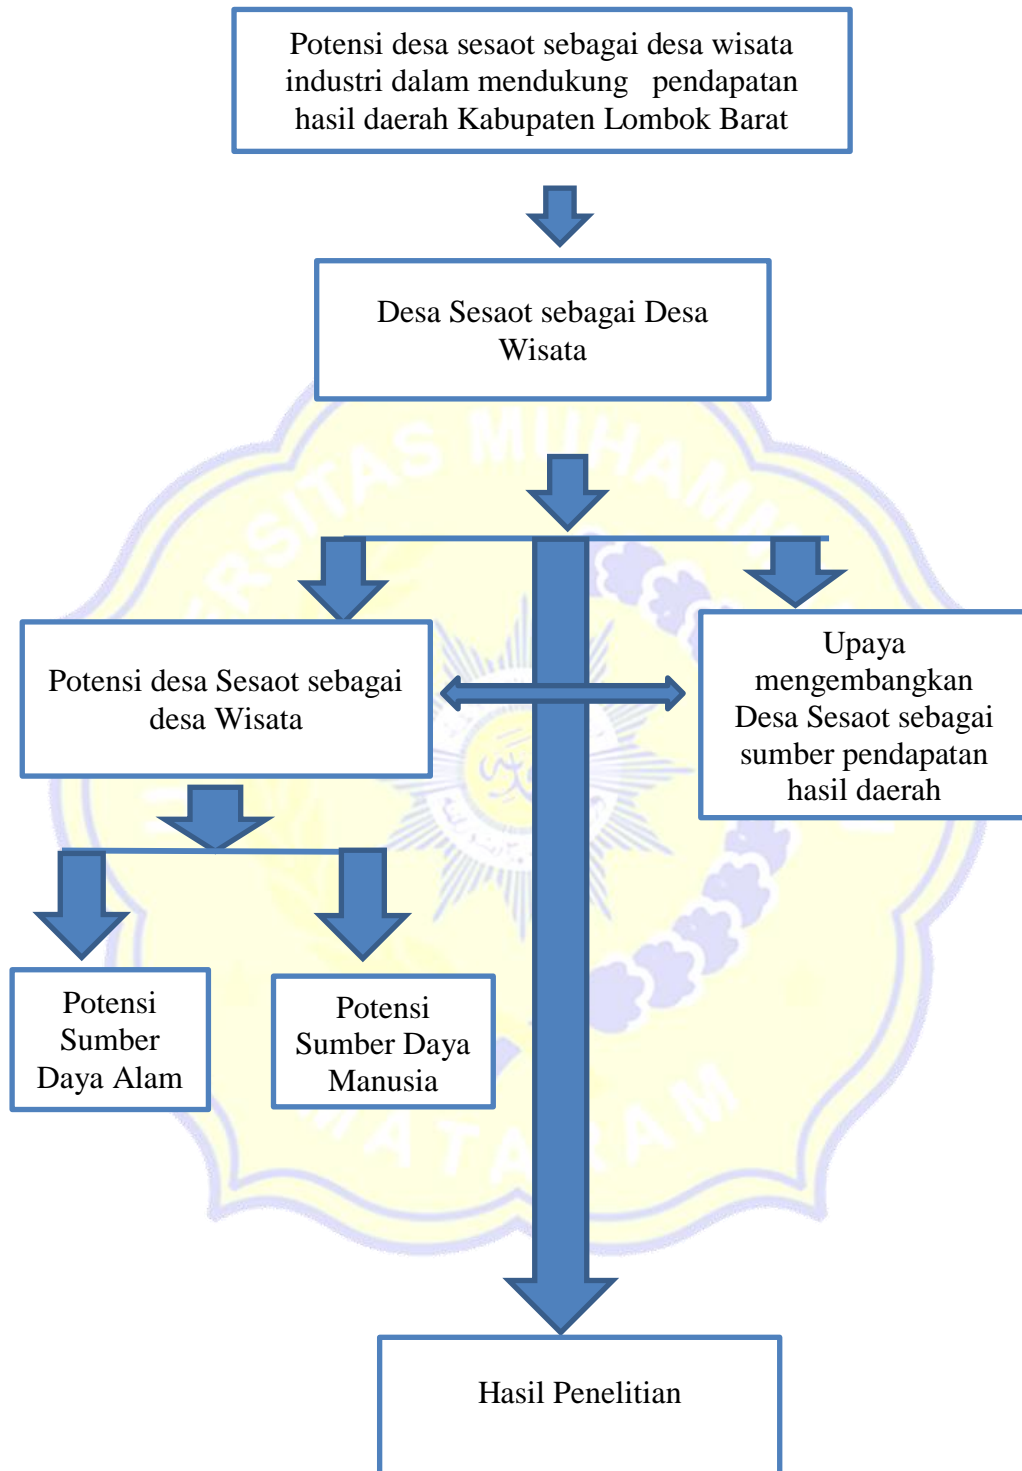 Potensi desa sesaot sebagai desa wisata
industri dalam mendukung pendapatan
hasil daerah Kabupaten Lombok Barat
Desa Sesaot sebagai Desa
Wisata
Potensi desa Sesaot sebagai
desa Wisata
Upaya
mengembangkan
Desa Sesaot sebagai
sumber pendapatan
hasil daerah
Potensi
Sumber
Daya Alam
Potensi
Sumber Daya
Manusia
Hasil Penelitian
MATARAM